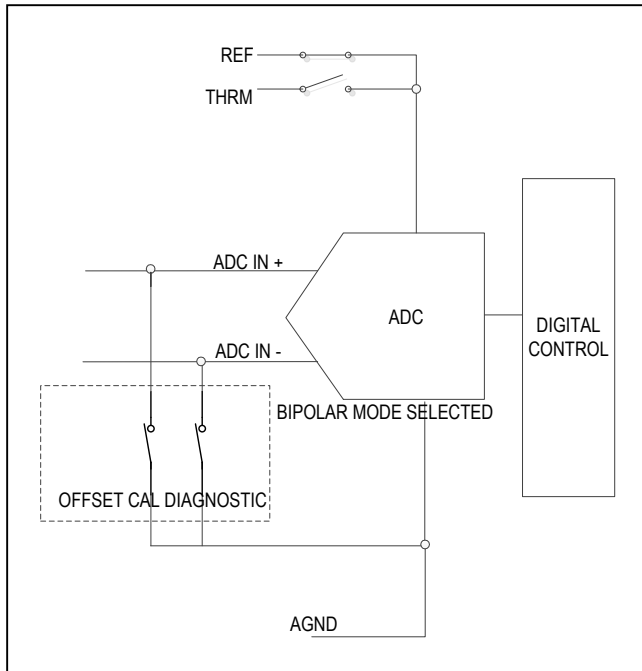 REF
THRM
ADC IN +
ADC
DIGITAL
CONTROL
ADC IN -
BIPOLAR MODE SELECTED
OFFSET CAL DIAGNOSTIC
AGND